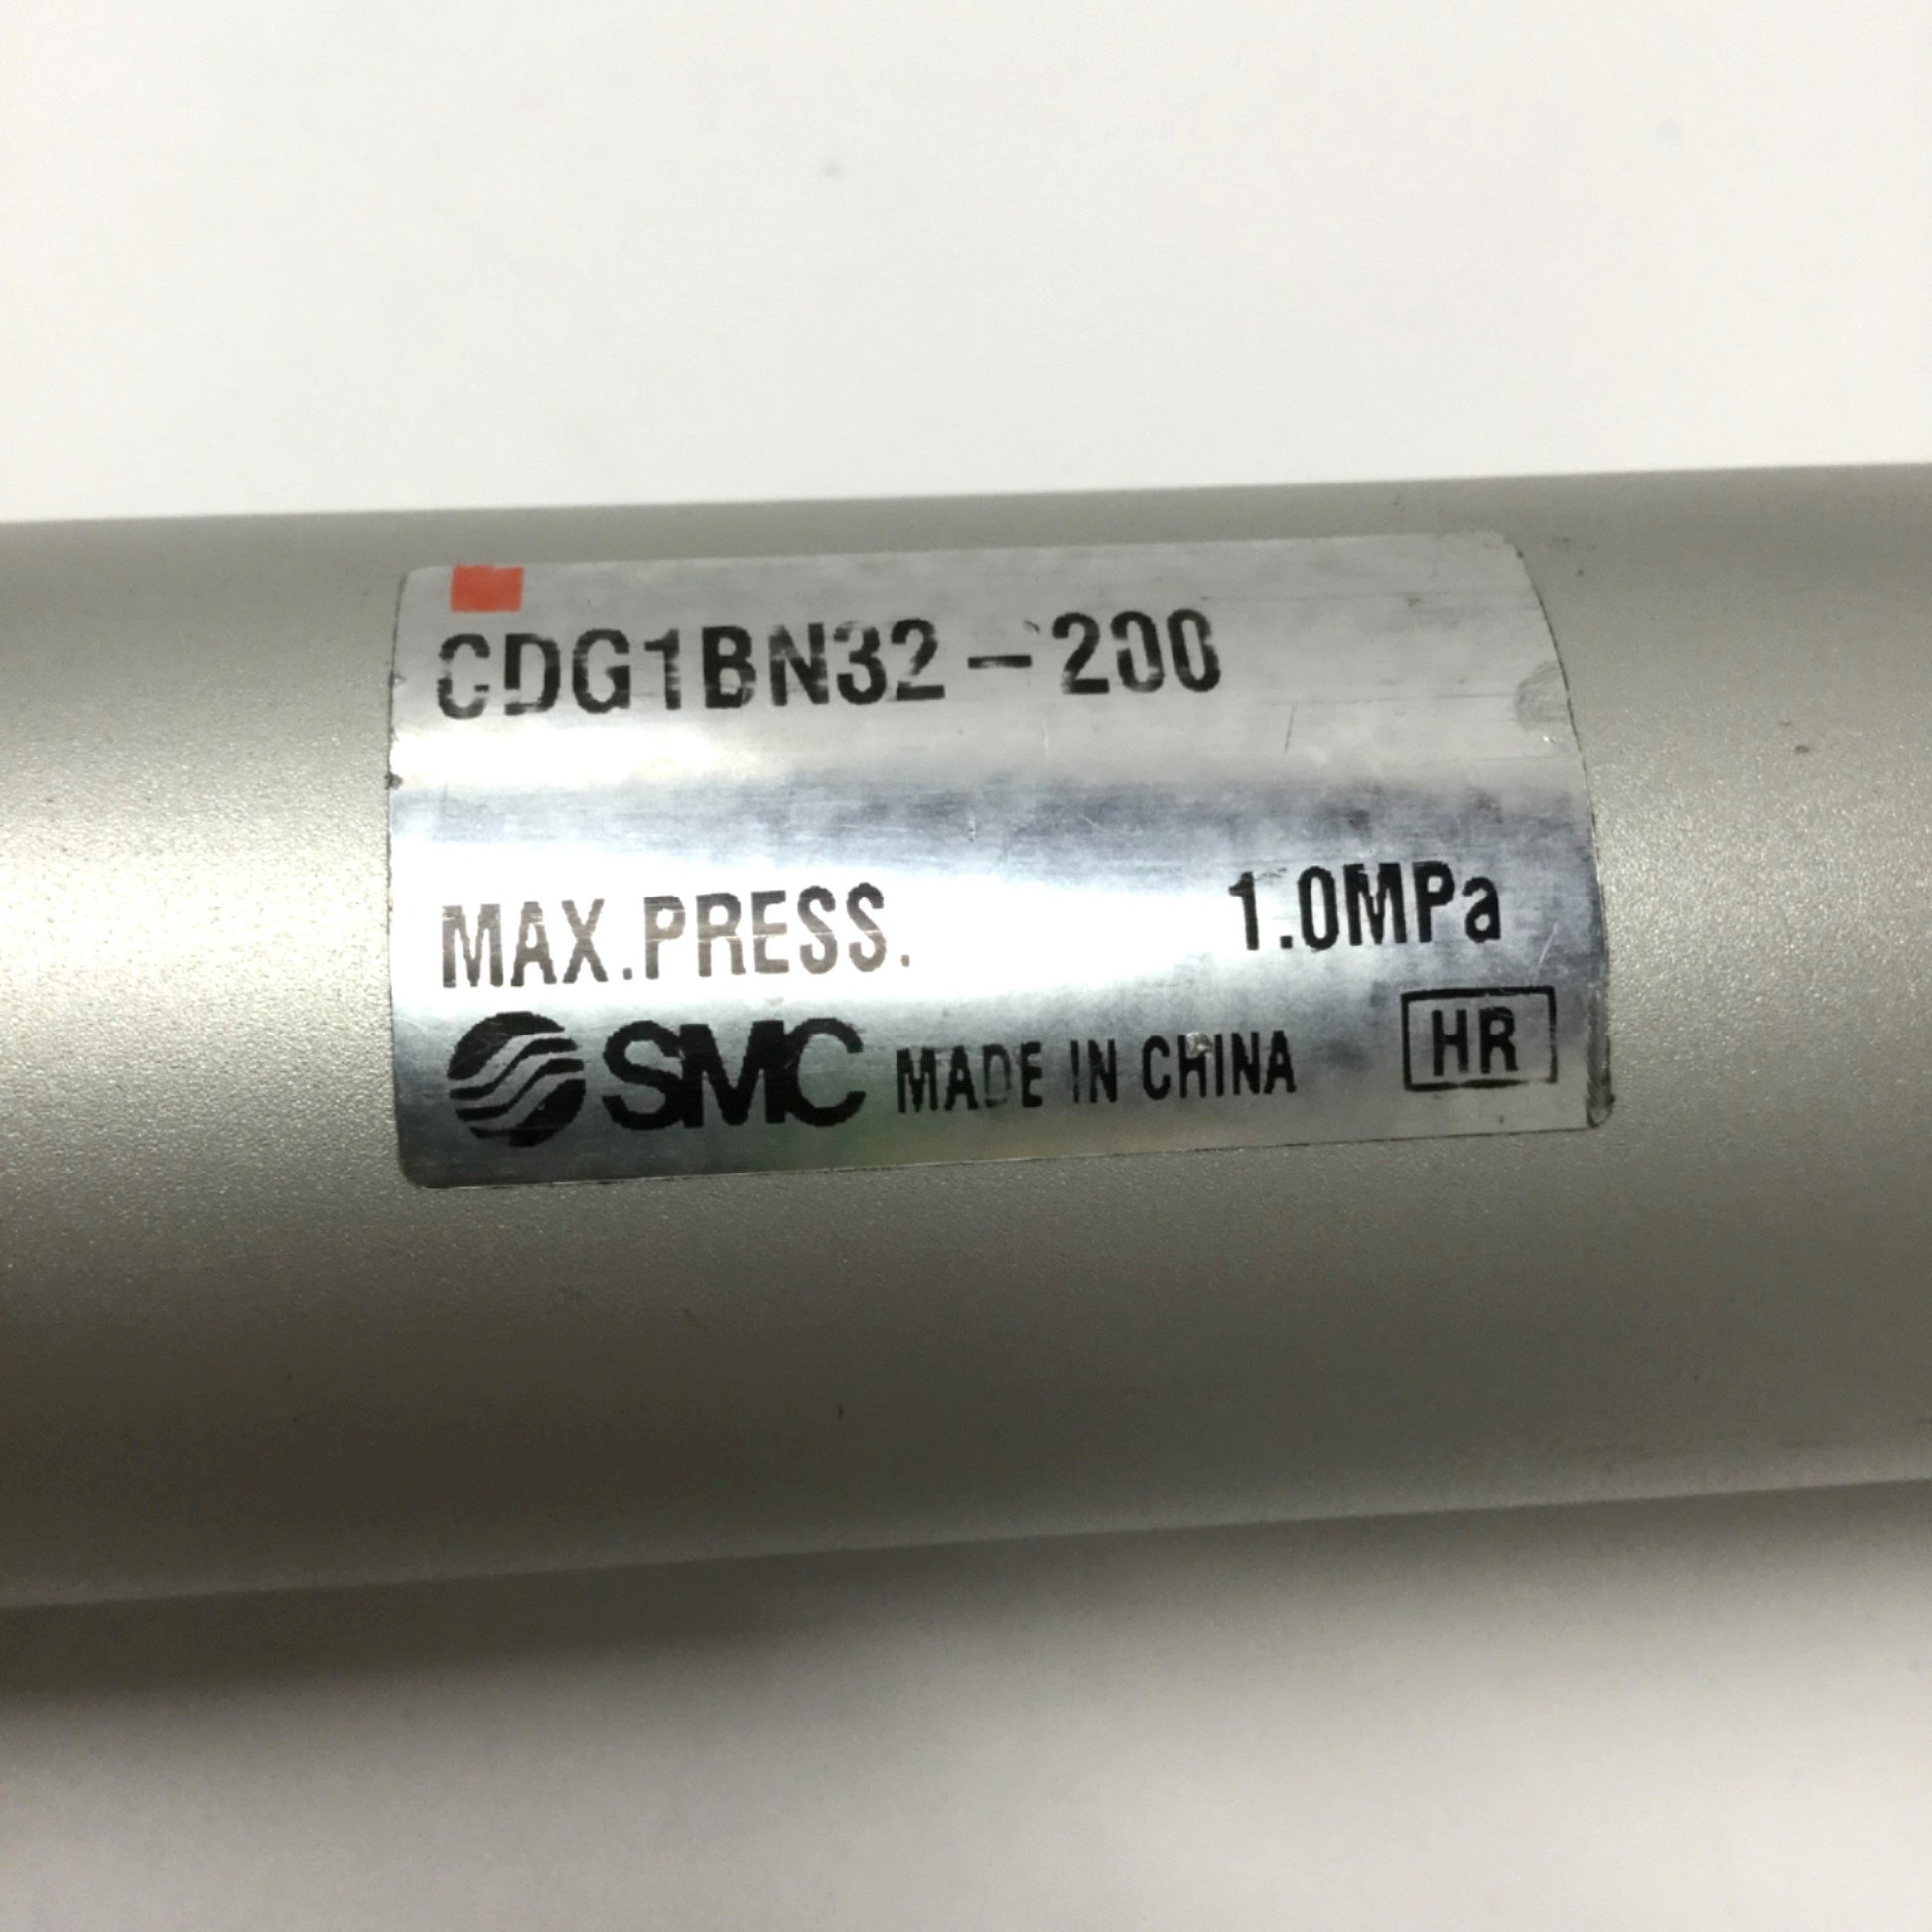 CDG1BN32-200
MAX.PRESS. 1.0MPa
SMC MADE IN CHINA HR